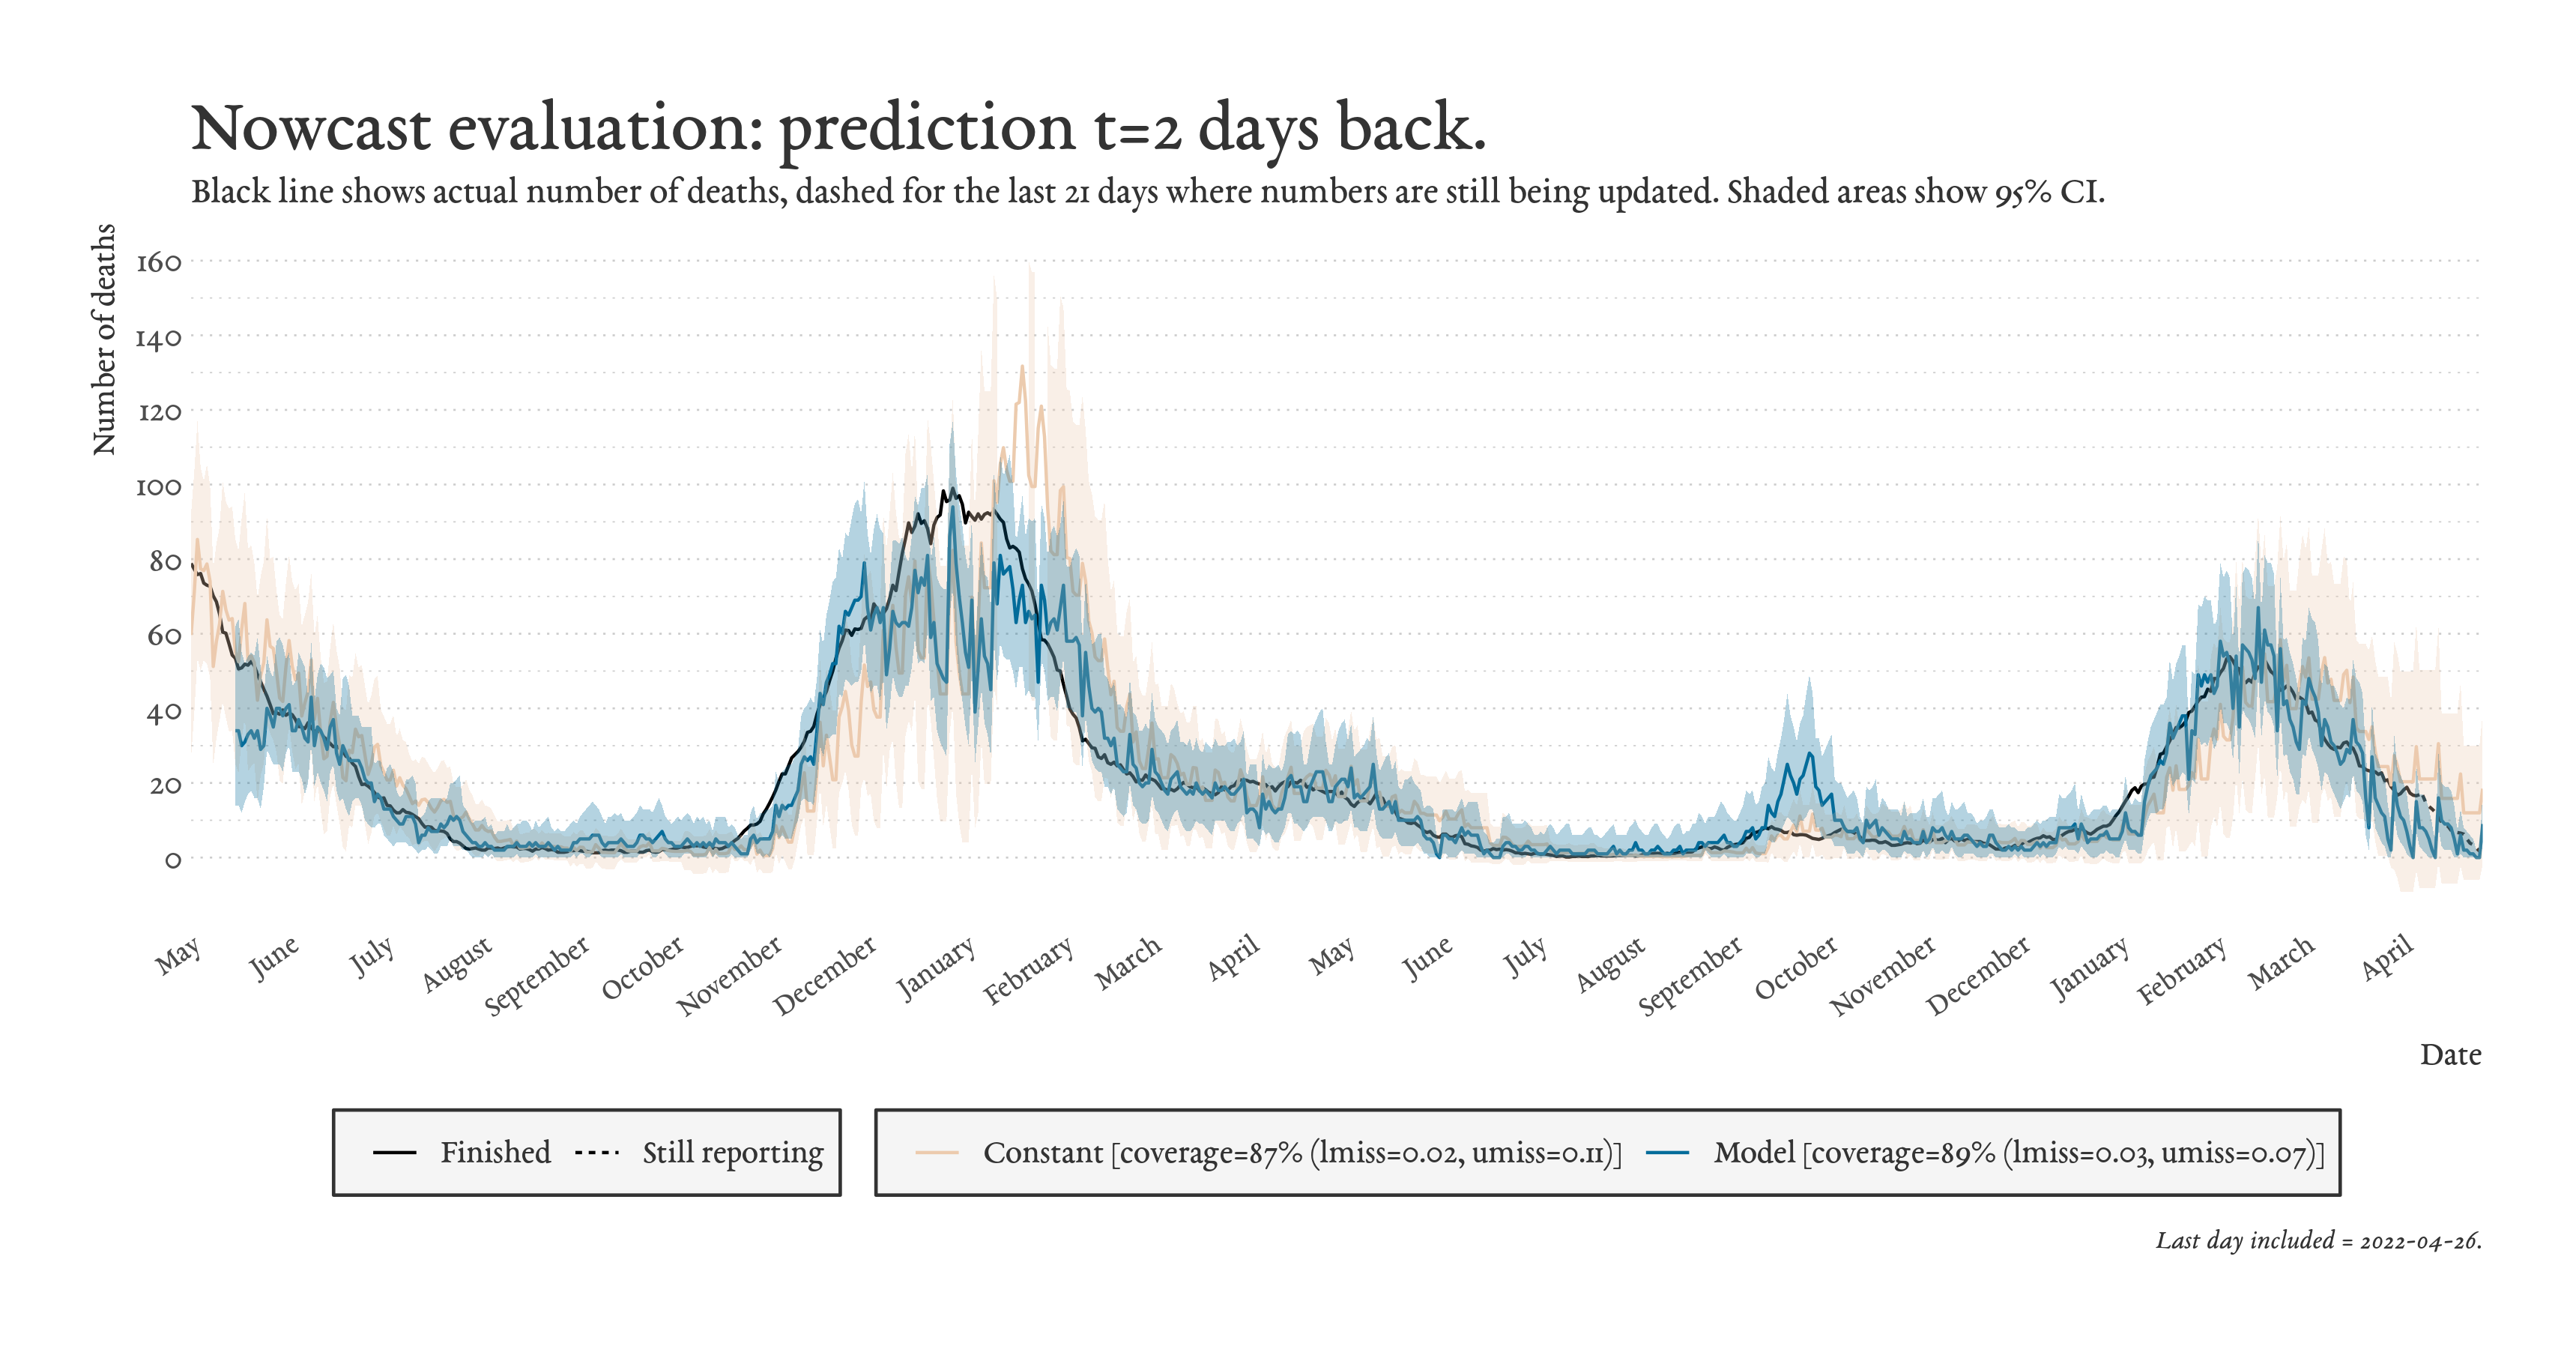 Nowcast evaluation: prediction t=2 days back.
Black line shows actual number of deaths, dashed for the last 21 days where numbers are still being updated. Shaded areas show 95% CI.
Number of deaths
160
140
120
100
80
60
40
20
0
May
June
July
August
September
October
November
December
January
February
March
April
May
June
July
August
September
October
November
December
January
February
March
April
Date
Finished Still reporting
Constant [coverage=87% (lmiss=0.02, umiss=0.11)] Model [coverage=89% (lmiss=0.03, umiss=0.07)]
Last day included = 2022-04-26.